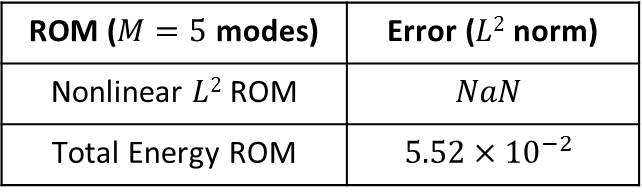 ROM (M = 5 modes) Error (L² norm)
Nonlinear L² ROM NaN
Total Energy ROM 5.52 × 10⁻²